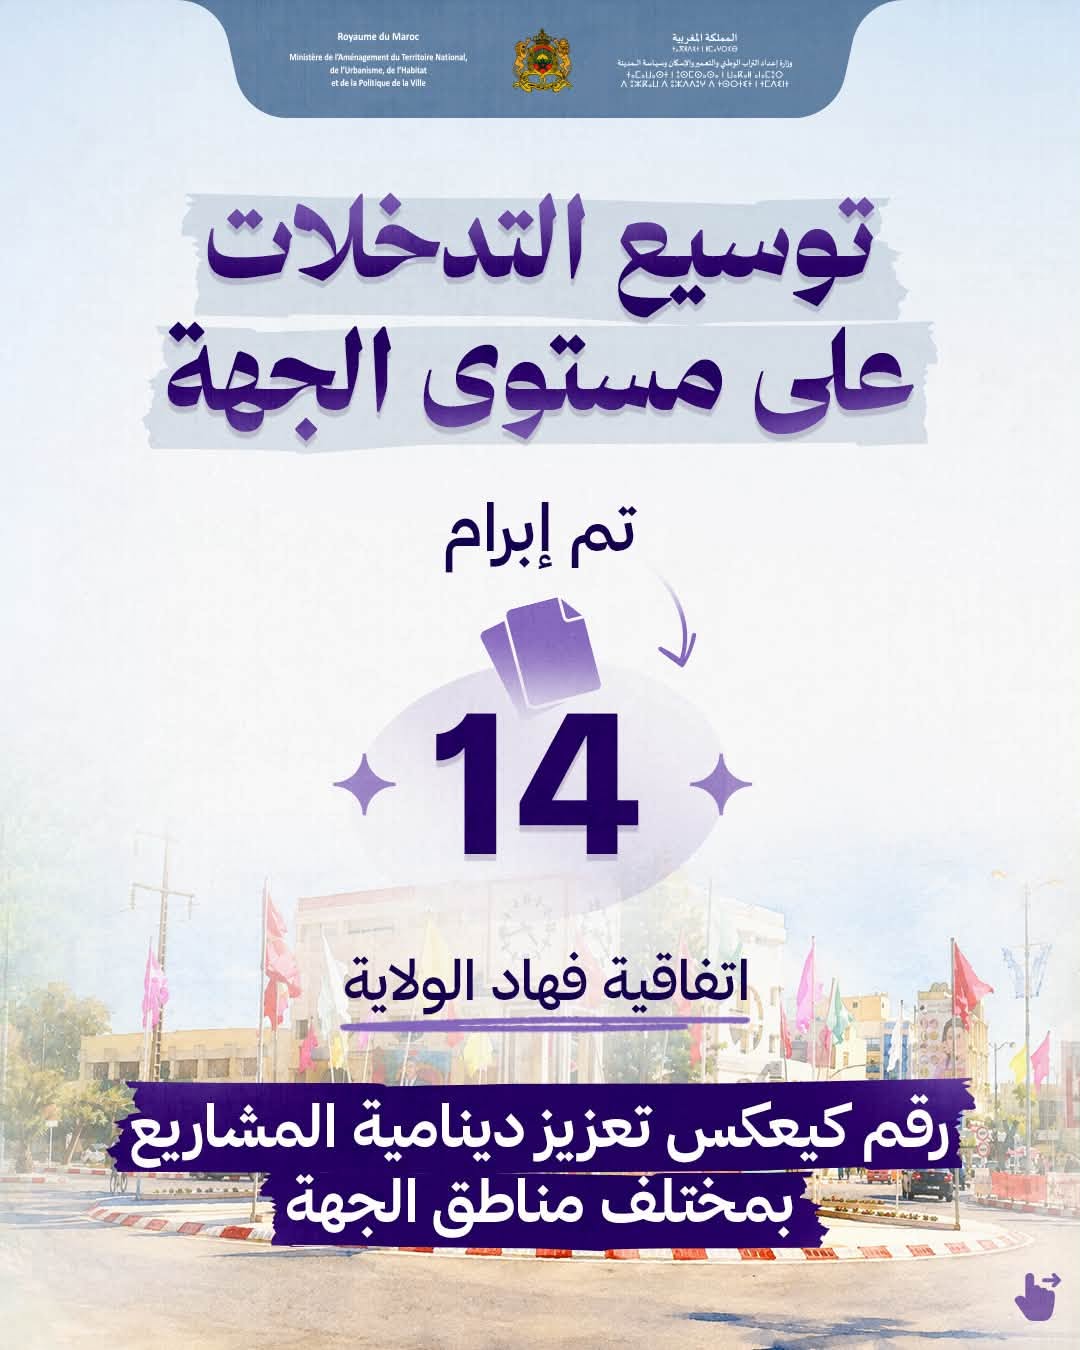 Royaume du Maroc
Ministère de l'Aménagement du Territoire National,
de l'Urbanisme, de l'Habitat
et de la Politique de la Ville
المملكة المغربية
ⵜⴰⴳⵍⴷⵉⵜ ⵏ ⵍⵎⵖⵔⵉⴱ
وزارة إعداد التراب الوطني والتعمير والإسكان وسياسة المدينة
توسيع التدخلات
على مستوى الجهة
تم إبرام
14
اتفاقية فهاد الولاية
رقم كيعكس تعزيز دينامية المشاريع
بمختلف مناطق الجهة